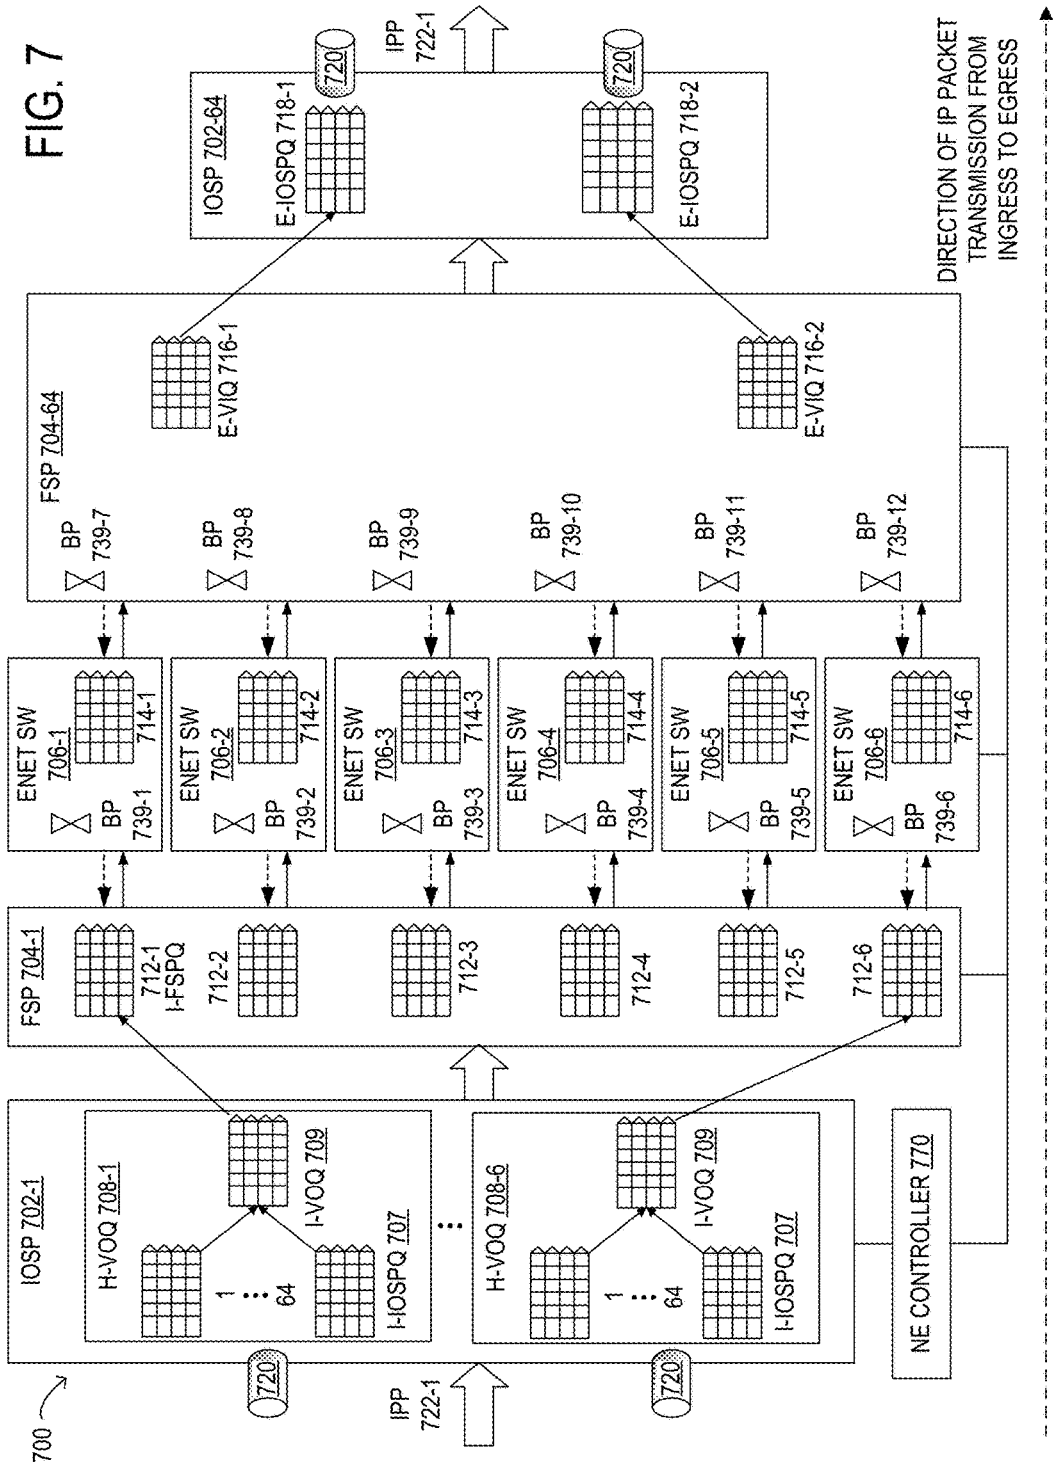 FIG. 7
700
IPP
722-1
720
720
IOSP 702-1
H-VOQ 708-1
1
64
I-IOSPQ 707
I-VOQ 709
H-VOQ 708-6
1
64
I-IOSPQ 707
I-VOQ 709
NE CONTROLLER 770
FSP 704-1
712-1
I-FSPQ
712-2
712-3
712-4
712-5
712-6
ENET SW
706-1
BP
739-1
714-1
ENET SW
706-2
BP
739-2
714-2
ENET SW
706-3
BP
739-3
714-3
ENET SW
706-4
BP
739-4
714-4
ENET SW
706-5
BP
739-5
714-5
ENET SW
706-6
BP
739-6
714-6
FSP 704-64
BP
739-7
BP
739-8
BP
739-9
BP
739-10
BP
739-11
BP
739-12
E-VIQ 716-1
E-VIQ 716-2
IOSP 702-64
E-IOSPQ 718-1
720
E-IOSPQ 718-2
720
IPP
722-1
DIRECTION OF IP PACKET
TRANSMISSION FROM
INGRESS TO EGRESS